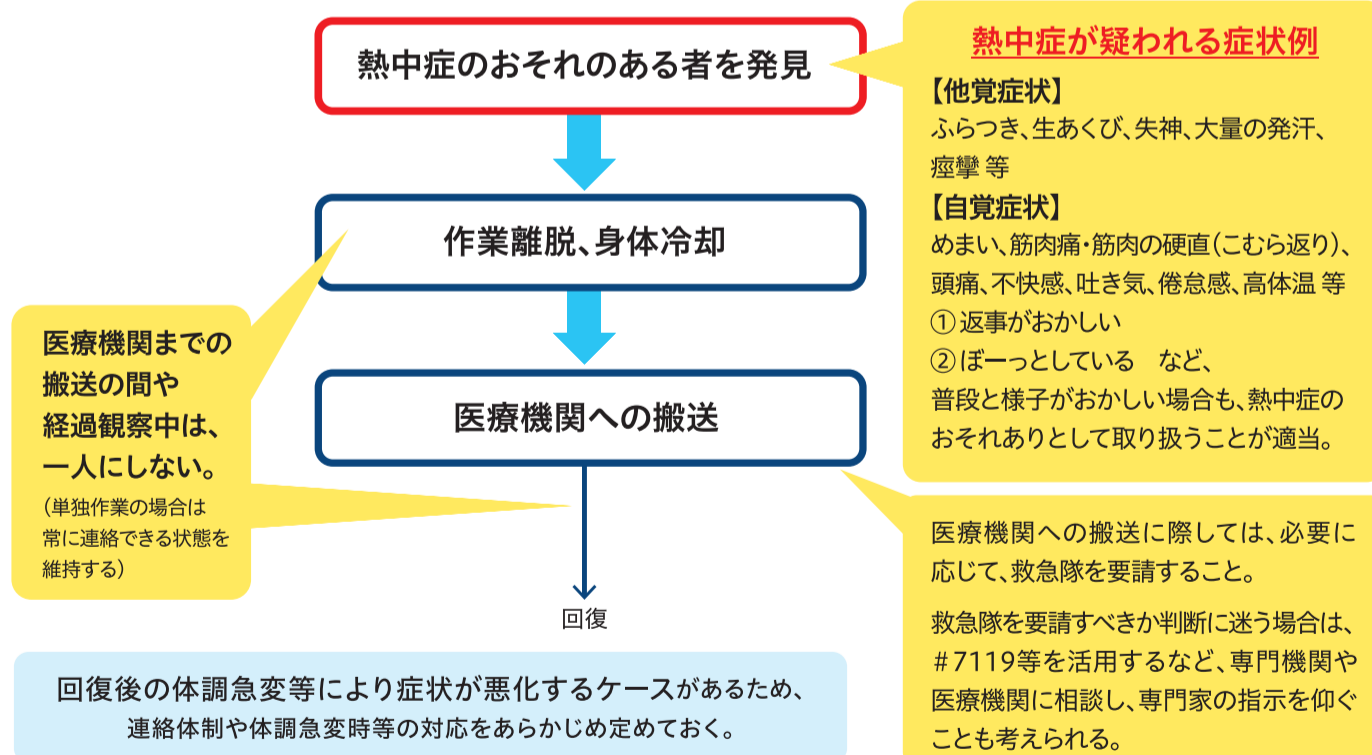 熱中症のおそれのある者を発見
熱中症が疑われる症状例
【他覚症状】
ふらつき、生あくび、失神、大量の発汗、
痙攣 等
【自覚症状】
めまい、筋肉痛・筋肉の硬直(こむら返り)、
頭痛、不快感、吐き気、倦怠感、高体温 等
① 返事がおかしい
② ぼーっとしている　など、
普段と様子がおかしい場合も、熱中症の
おそれありとして取り扱うことが適当。
作業離脱、身体冷却
医療機関までの
搬送の間や
経過観察中は、
一人にしない。
(単独作業の場合は
常に連絡できる状態を
維持する)
医療機関への搬送
医療機関への搬送に際しては、必要に
応じて、救急隊を要請すること。
救急隊を要請すべきか判断に迷う場合は、
#7119等を活用するなど、専門機関や
医療機関に相談し、専門家の指示を仰ぐ
ことも考えられる。
回復
回復後の体調急変等により症状が悪化するケースがあるため、
連絡体制や体調急変時等の対応をあらかじめ定めておく。